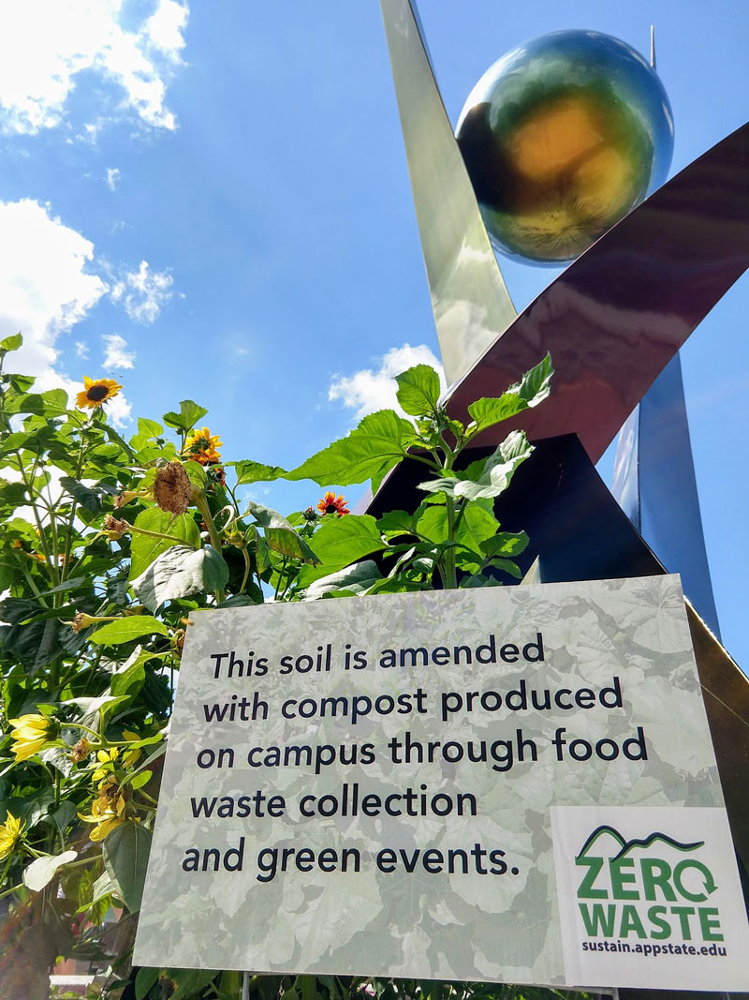 This soil is amended
with compost produced
on campus through food
waste collection
and green events.
ZERO
WASTE
sustain.appstate.edu